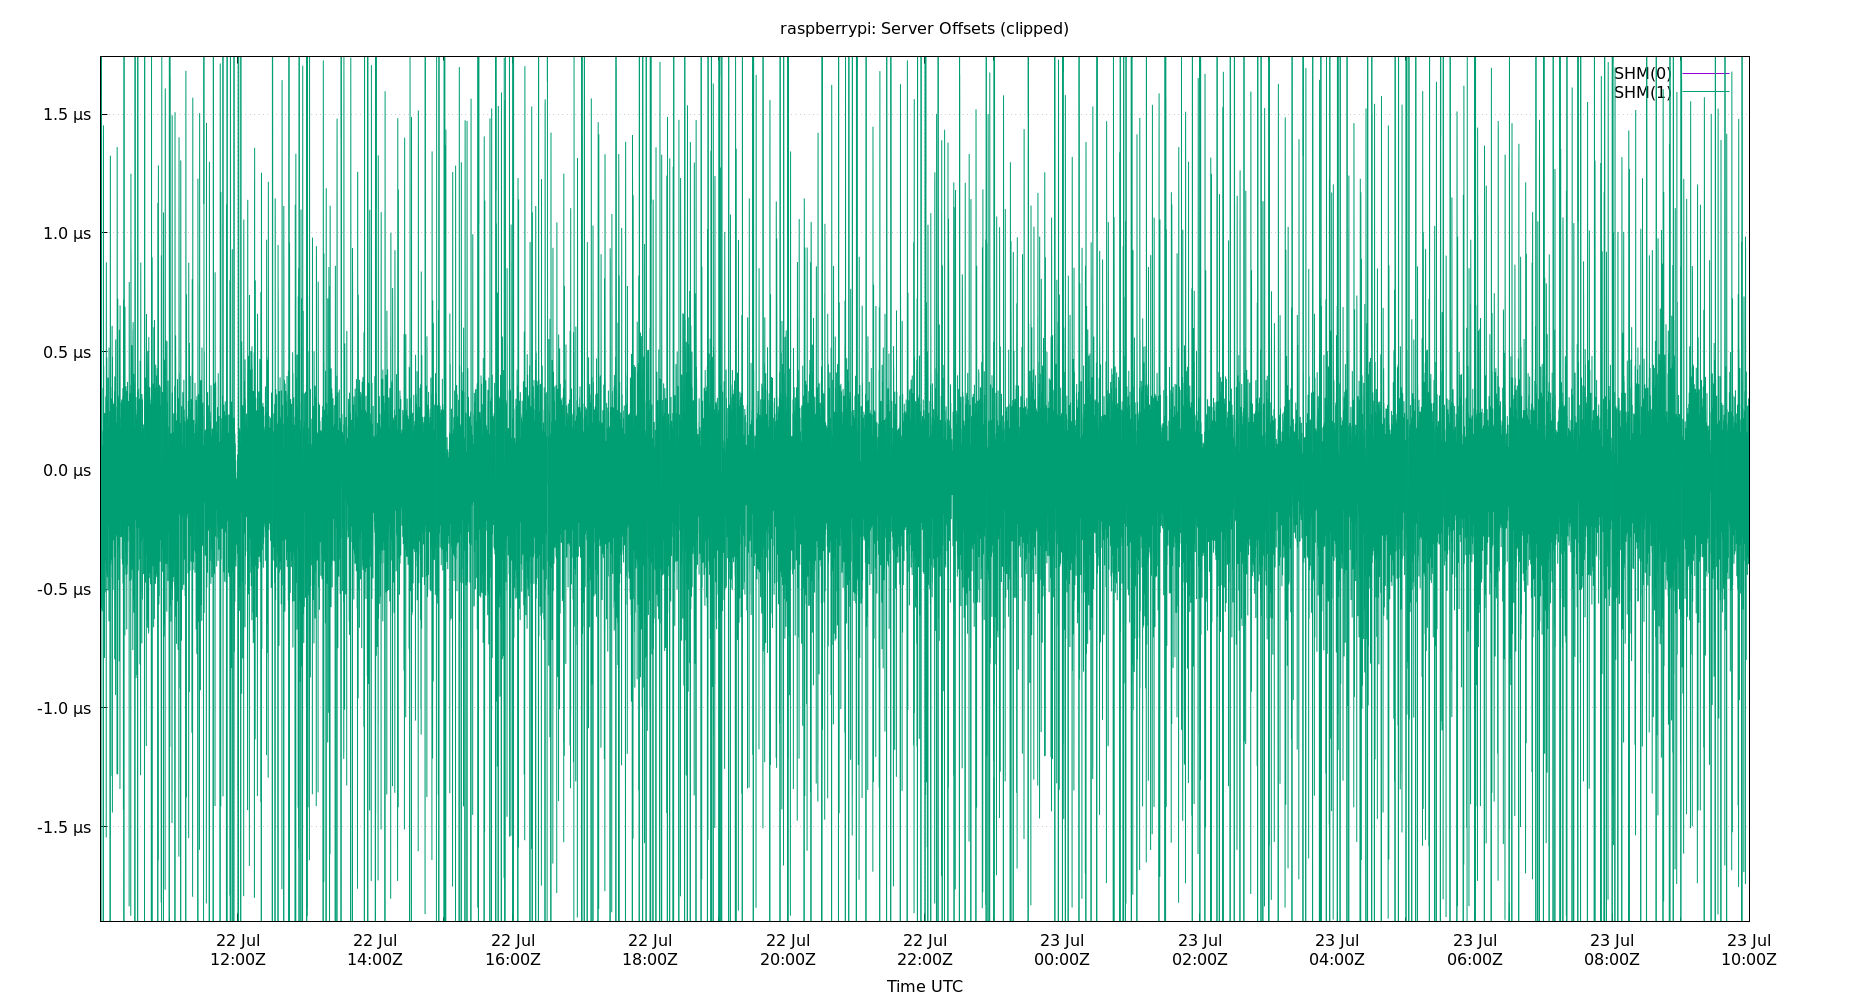 raspberrypi: Server Offsets (clipped)
SHM(0)
SHM(1)
1.5 µs
1.0 µs
0.5 µs
0.0 µs
-0.5 µs
-1.0 µs
-1.5 µs
22 Jul 22 Jul 22 Jul 22 Jul 22 Jul 22 Jul 23 Jul 23 Jul 23 Jul 23 Jul 23 Jul 23 Jul
12:00Z 14:00Z 16:00Z 18:00Z 20:00Z 22:00Z 00:00Z 02:00Z 04:00Z 06:00Z 08:00Z 10:00Z
Time UTC